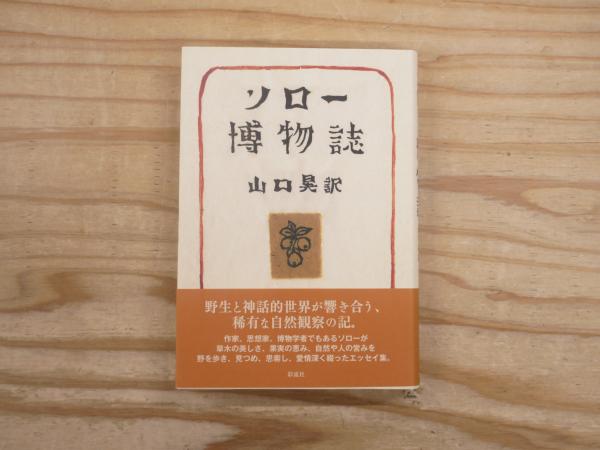 ソロー
博物誌
山口晃訳
野生と神話的世界が響き合う、
稀有な自然観察の記。
作家、思想家、博物学者でもあるソローが
草木の美しさ、果実の恵み、自然や人の営みを
野を歩き、見つめ、思索し、愛情深く綴ったエッセイ集。
彩流社